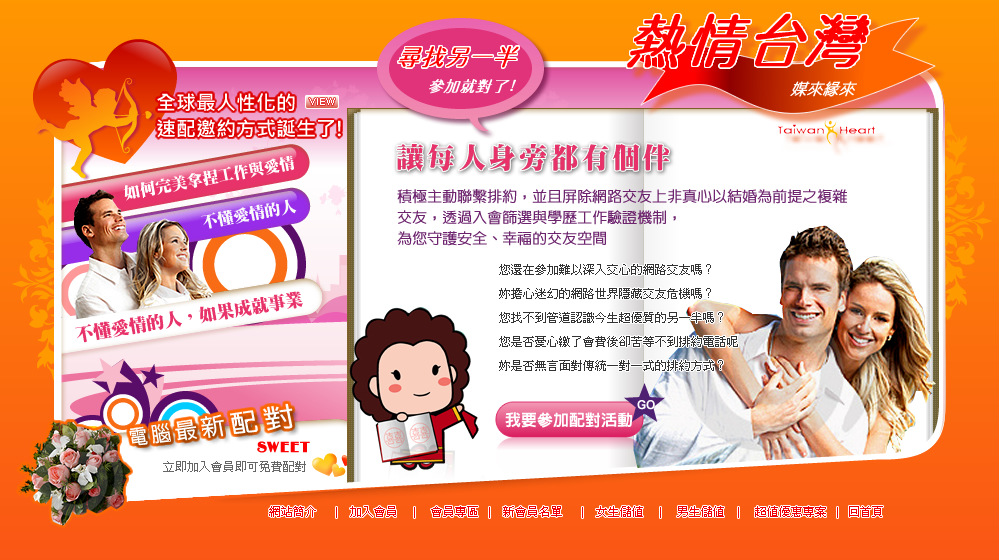 熱情台灣
媒來緣來
尋找另一半
參加就對了!
全球最人性化的 VIEW
速配邀約方式誕生了!
Taiwan Heart
如何完美拿捏工作與愛情
不懂愛情的人
不懂愛情的人，如果成就事業
讓每人身旁都有個伴
積極主動聯繫排約，並且屏除網路交友上非真心以結婚為前提之複雜
交友，透過入會篩選與學歷工作驗證機制，
為您守護安全、幸福的交友空間
您還在參加難以深入交心的網路交友嗎？
妳擔心迷幻的網路世界隱藏交友危機嗎？
您找不到管道認識今生超優質的另一半嗎？
您是否憂心繳了會費後卻苦等不到排約電話呢
妳是否無言面對傳統一對一式的排約方式？
GO
我要參加配對活動
電腦最新配對
SWEET
立即加入會員即可免費配對
網站簡介 | 加入會員 | 會員專區 | 新會員名單 | 女生儲值 | 男生儲值 | 超值優惠專案 | 回首頁